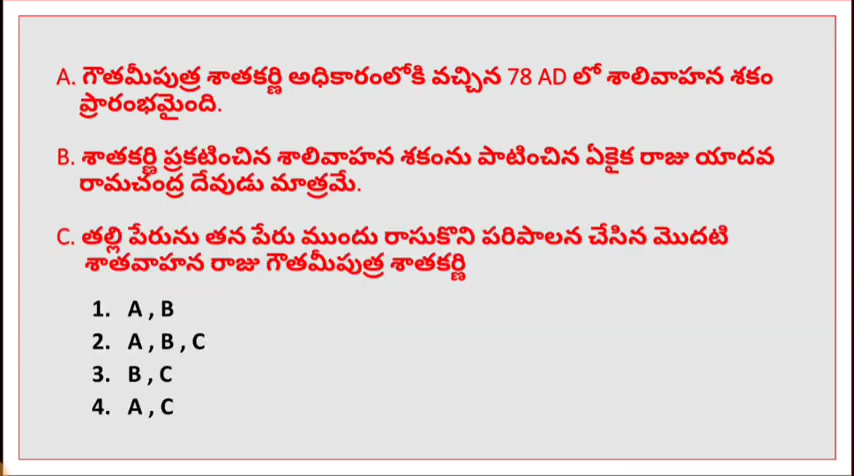 A. గౌతమీపుత్ర శాతకర్ణి అధికారంలోకి వచ్చిన 78 AD లో శాలివాహన శకం
ప్రారంభమైంది.
B. శాతకర్ణి ప్రకటించిన శాలివాహన శకంను పాటించిన ఏకైక రాజు యాదవ
రామచంద్ర దేవుడు మాత్రమే.
C. తల్లి పేరును తన పేరు ముందు రాసుకొని పరిపాలన చేసిన మొదటి
శాతవాహన రాజు గౌతమీపుత్ర శాతకర్ణి
1. A , B
2. A , B , C
3. B , C
4. A , C